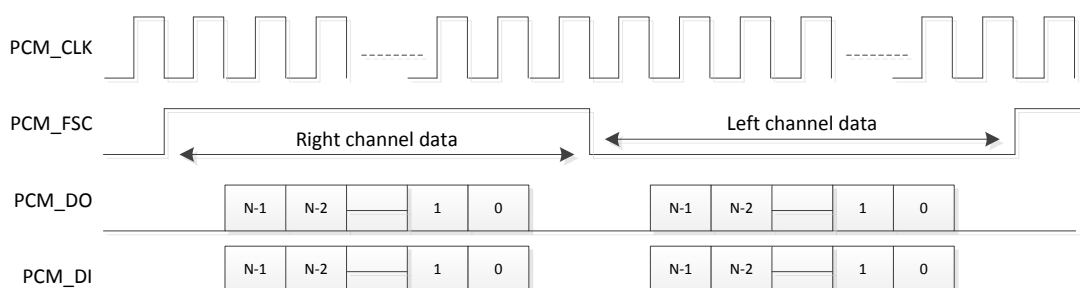 PCM_CLK
PCM_FSC
Right channel data
Left channel data
PCM_DO
N-1 N-2 1 0 N-1 N-2 1 0
PCM_DI
N-1 N-2 1 0 N-1 N-2 1 0